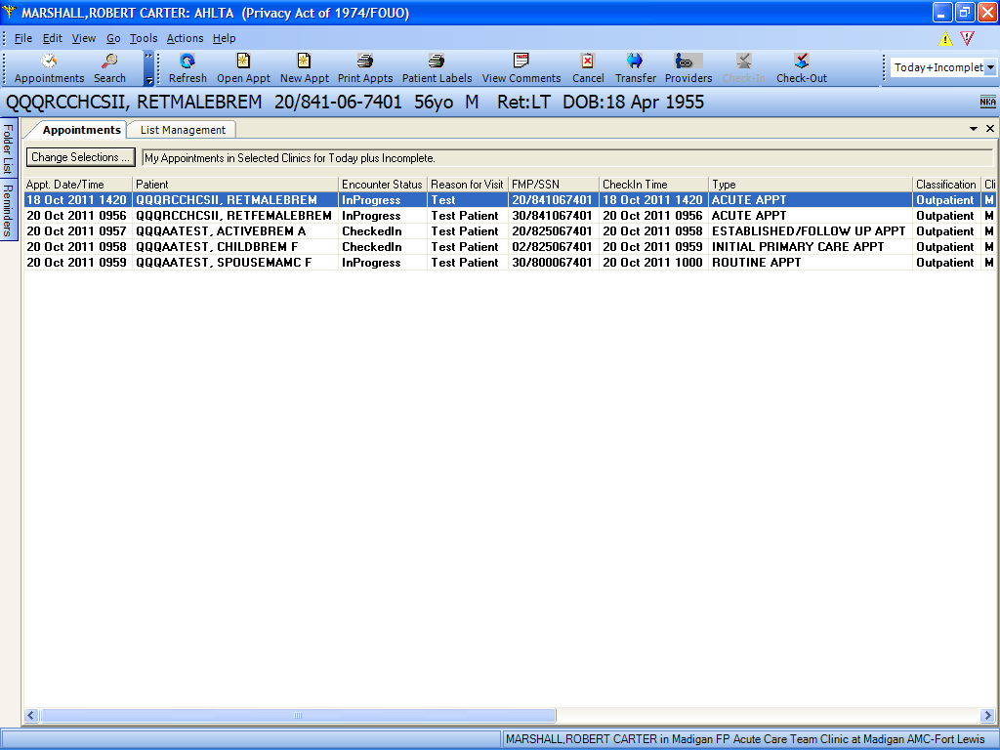 MARSHALL,ROBERT CARTER: AHLTA (Privacy Act of 1974/FOUO)
File Edit View Go Tools Actions Help
Appointments Search Refresh Open Appt New Appt Print Appts Patient Labels View Comments Cancel Transfer Providers Check-In Check-Out Today+Incomplet
QQQRCCHCSII, RETMALEBREM 20/841-06-7401 56yo M Ret:LT DOB:18 Apr 1955 NKA
Folder List
Reminders
Appointments List Management
Change Selections ... My Appointments in Selected Clinics for Today plus Incomplete.
Appt. Date/Time Patient Encounter Status Reason for Visit FMP/SSN CheckIn Time Type Classification Cli
18 Oct 2011 1420 QQQRCCHCSII, RETMALEBREM InProgress Test 20/841067401 18 Oct 2011 1420 ACUTE APPT Outpatient M
20 Oct 2011 0956 QQQRCCHCSII, RETFEMALEBREM InProgress Test Patient 30/841067401 20 Oct 2011 0956 ACUTE APPT Outpatient M
20 Oct 2011 0957 QQQAATEST, ACTIVEBREM A CheckedIn Test Patient 20/825067401 20 Oct 2011 0958 ESTABLISHED/FOLLOW UP APPT Outpatient M
20 Oct 2011 0958 QQQAATEST, CHILDBREM F CheckedIn Test Patient 02/825067401 20 Oct 2011 0959 INITIAL PRIMARY CARE APPT Outpatient M
20 Oct 2011 0959 QQQAATEST, SPOUSEMAMC F InProgress Test Patient 30/800067401 20 Oct 2011 1000 ROUTINE APPT Outpatient M
MARSHALL,ROBERT CARTER in Madigan FP Acute Care Team Clinic at Madigan AMC-Fort Lewis